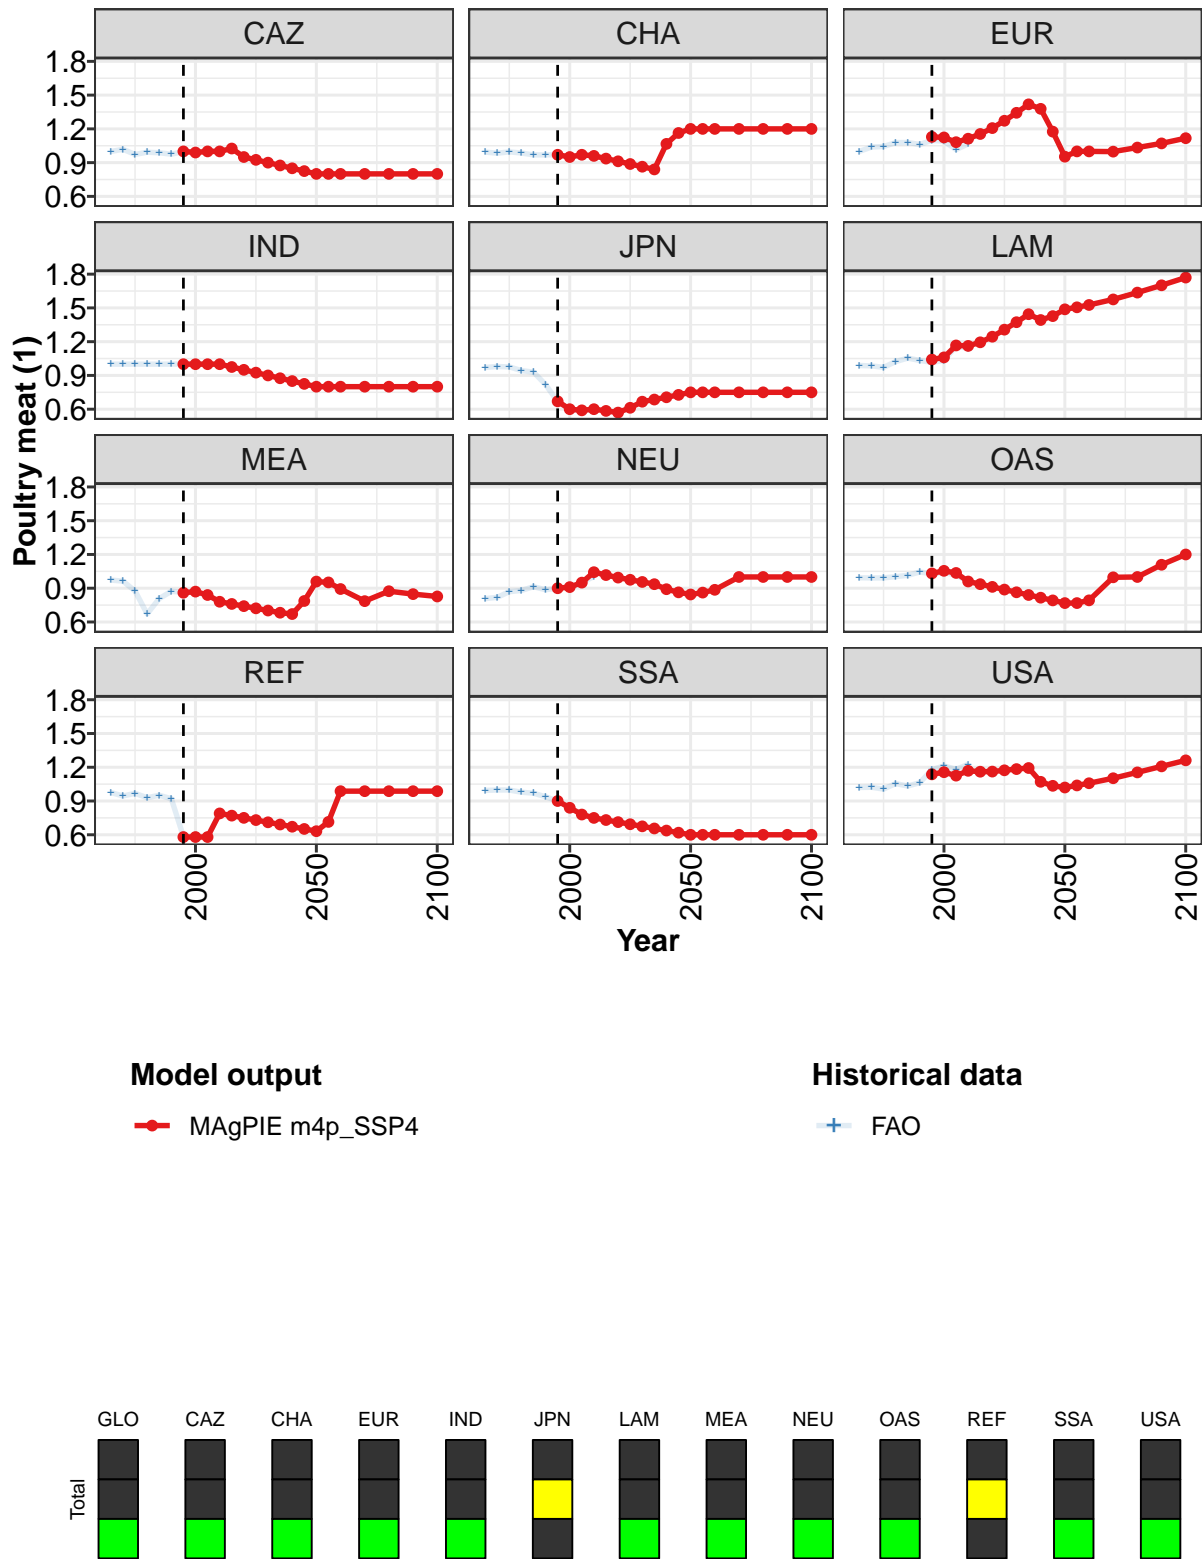 CAZ CHA EUR
1.8
1.5
1.2
0.9
0.6
IND JPN LAM
1.8
1.5
1.2
0.9
0.6
MEA NEU OAS
1.8
1.5
1.2
0.9
0.6
REF SSA USA
1.8
1.5
1.2
0.9
0.6
Poultry meat (1)
2000 2050 2100 2000 2050 2100 2000 2050 2100
Year
Model output
MAgPIE m4p_SSP4
Historical data
FAO
GLO CAZ CHA EUR IND JPN LAM MEA NEU OAS REF SSA USA
Total